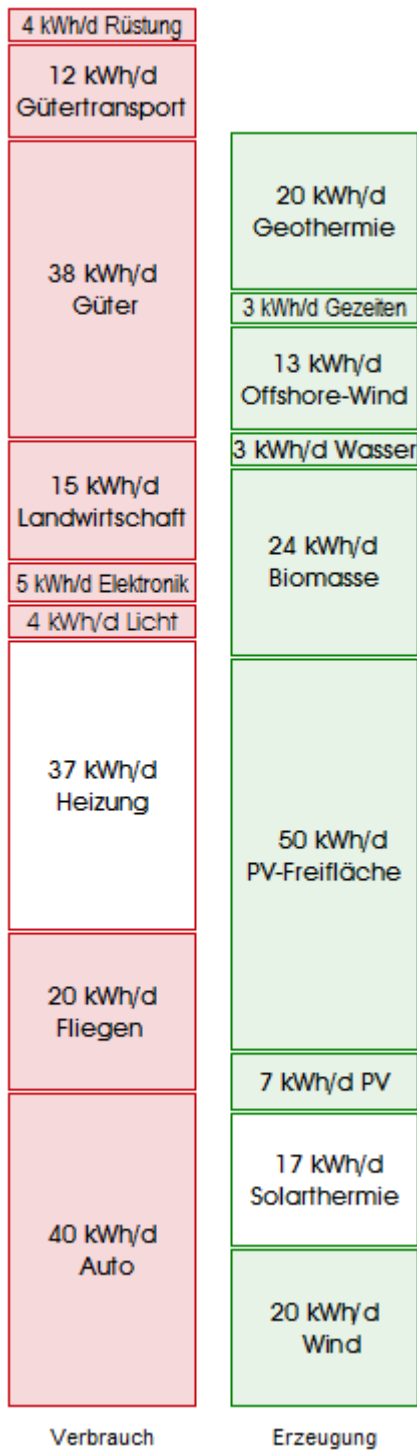 4 kWh/d Rüstung
12 kWh/d
Gütertransport
38 kWh/d
Güter
15 kWh/d
Landwirtschaft
5 kWh/d Elektronik
4 kWh/d Licht
37 kWh/d
Heizung
20 kWh/d
Fliegen
40 kWh/d
Auto
Verbrauch
20 kWh/d
Geothermie
3 kWh/d Gezeiten
13 kWh/d
Offshore-Wind
3 kWh/d Wasser
24 kWh/d
Biomasse
50 kWh/d
PV-Freifläche
7 kWh/d PV
17 kWh/d
Solarthermie
20 kWh/d
Wind
Erzeugung